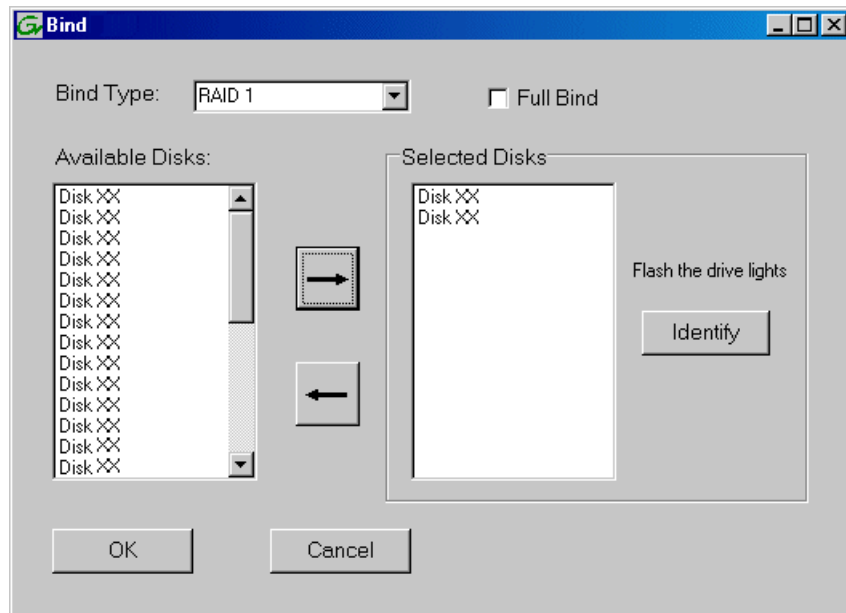 Bind
Bind Type: RAID 1 Full Bind
Available Disks:
Disk XX
Disk XX
Disk XX
Disk XX
Disk XX
Disk XX
Disk XX
Disk XX
Disk XX
Disk XX
Disk XX
Disk XX
Disk XX
Disk XX
Selected Disks
Disk XX
Disk XX
Flash the drive lights
Identify
OK Cancel